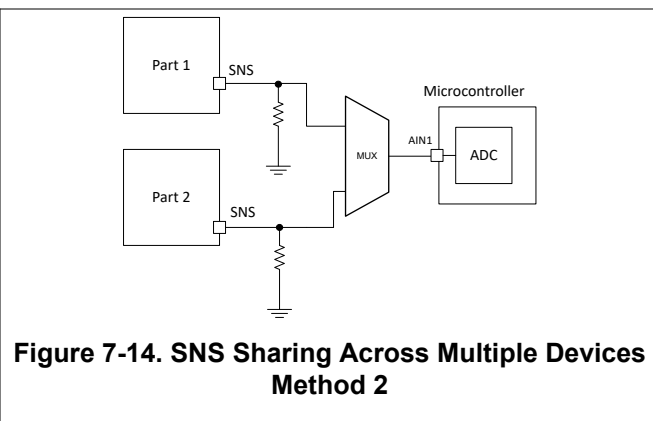 Part 1
SNS
Microcontroller
AIN1
MUX
ADC
Part 2
SNS
Figure 7-14. SNS Sharing Across Multiple Devices
Method 2